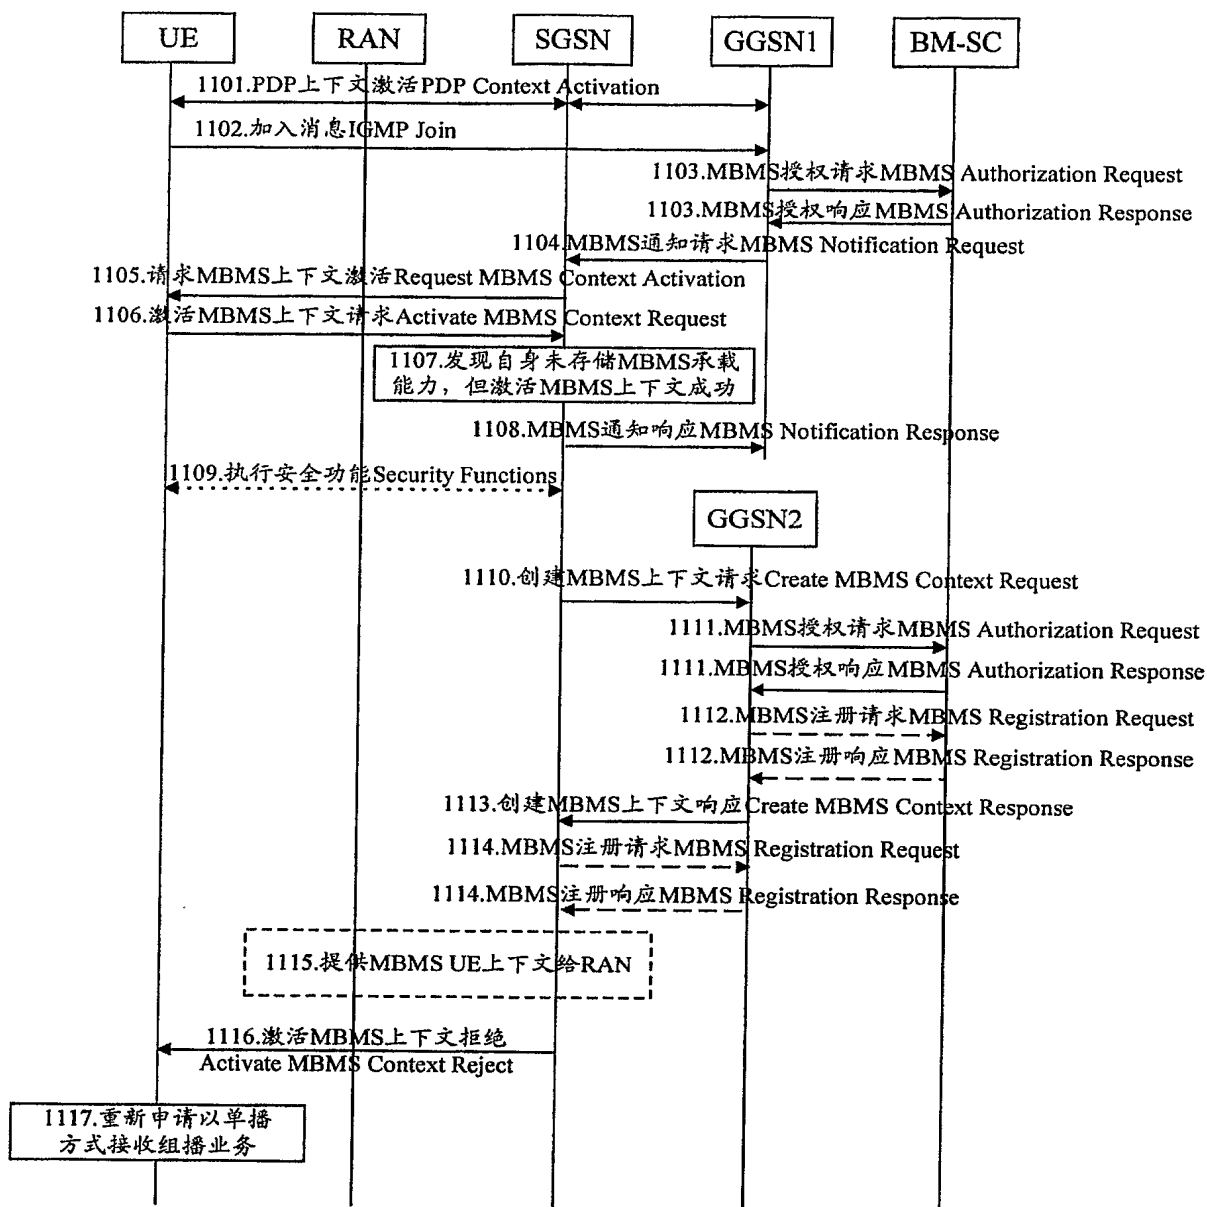 UE
RAN
SGSN
GGSN1
BM-SC
1101.PDP上下文激活PDP Context Activation
1102.加入消息IGMP Join
1103.MBMS授权请求MBMS Authorization Request
1103.MBMS授权响应MBMS Authorization Response
1104.MBMS通知请求MBMS Notification Request
1105.请求MBMS上下文激活Request MBMS Context Activation
1106.激活MBMS上下文请求Activate MBMS Context Request
1107.发现自身未存储MBMS承载
能力，但激活MBMS上下文成功
1108.MBMS通知响应MBMS Notification Response
1109.执行安全功能Security Functions
GGSN2
1110.创建MBMS上下文请求Create MBMS Context Request
1111.MBMS授权请求MBMS Authorization Request
1111.MBMS授权响应MBMS Authorization Response
1112.MBMS注册请求MBMS Registration Request
1112.MBMS注册响应MBMS Registration Response
1113.创建MBMS上下文响应Create MBMS Context Response
1114.MBMS注册请求MBMS Registration Request
1114.MBMS注册响应MBMS Registration Response
1115.提供MBMS UE上下文给RAN
1116.激活MBMS上下文拒绝
Activate MBMS Context Reject
1117.重新申请以单播
方式接收组播业务